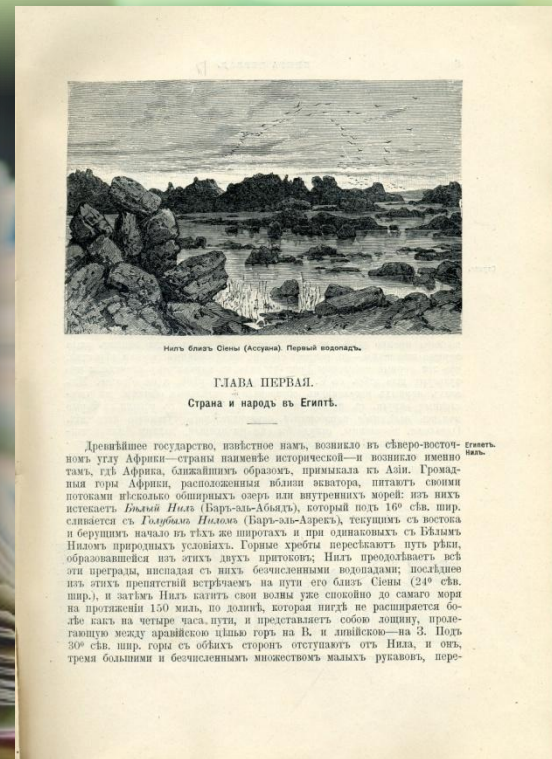 Нилъ близъ Сіены (Ассуана). Первый водопадъ.
ГЛАВА ПЕРВАЯ.
Страна и народъ въ Египтѣ.
Египетъ.
Нилъ.
Древнѣйшее государство, извѣстное намъ, возникло въ сѣверо-восточ-
номъ углу Африки—страны наименѣе исторической—и возникло именно
тамъ, гдѣ Африка, ближайшимъ образомъ, примыкала къ Азіи. Громад-
ныя горы Африки, расположенныя вблизи экватора, питаютъ своими
потоками нѣсколько обширныхъ озеръ или внутреннихъ морей: изъ нихъ
истекаетъ Бѣлый Нилъ (Баръ-аль-Абьядъ), который подъ 16° сѣв. шир.
сливается съ Голубымъ Ниломъ (Баръ-эль-Азрекъ), текущимъ съ востока
и берущимъ начало въ тѣхъ же широтахъ и при одинаковыхъ съ Бѣлымъ
Ниломъ природныхъ условіяхъ. Горные хребты пересѣкаютъ путь рѣки,
образовавшейся изъ этихъ двухъ притоковъ; Нилъ преодолѣваетъ всѣ
эти преграды, ниспадая съ нихъ безчисленными водопадами; послѣднее
изъ этихъ препятствій встрѣчаемъ на пути его близъ Сіены (24° сѣв.
шир.), и затѣмъ Нилъ катитъ свои волны уже спокойно до самаго моря
на протяженіи 150 миль, по долинѣ, которая нигдѣ не расширяется бо-
лѣе какъ на четыре часа, пути, и представляетъ собою лощину, проле-
гающую между аравійскою цѣпью горъ на В. и ливійскою—на З. Подъ
30° сѣв. шир. горы съ обѣихъ сторонъ отступаютъ отъ Нила, и онъ,
тремя большими и безчисленнымъ множествомъ малыхъ рукавовъ, пере-